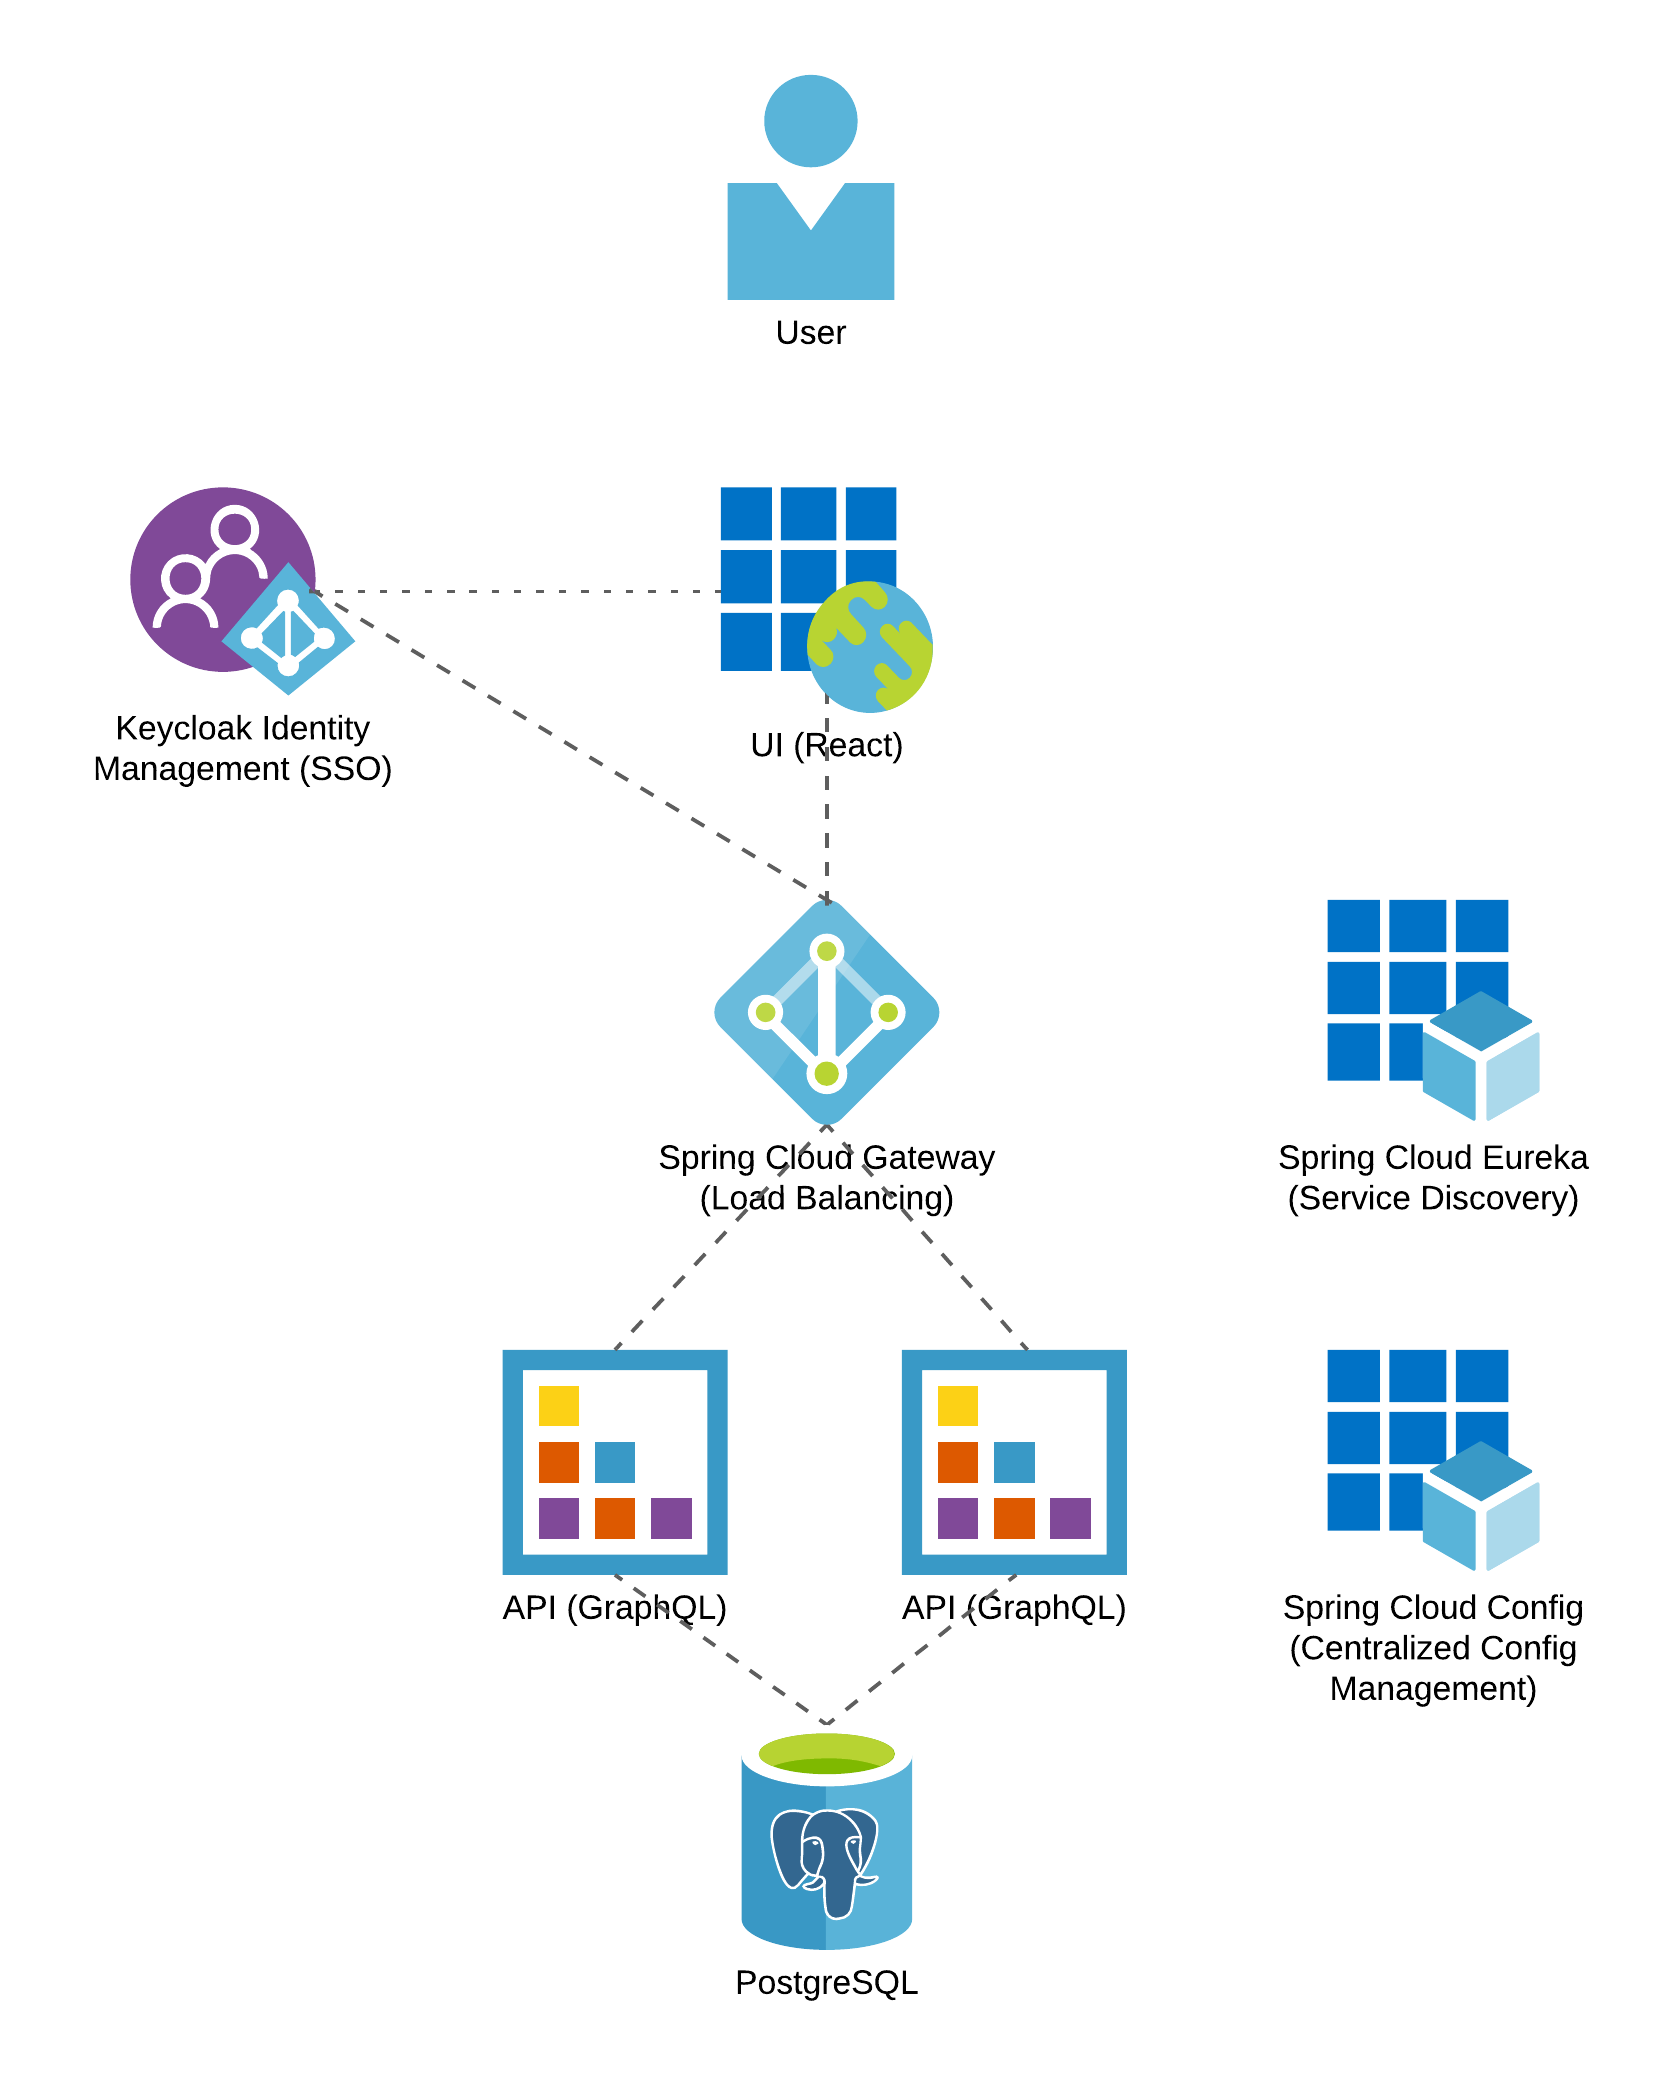 User
Keycloak Identity
Management (SSO)
UI (React)
Spring Cloud Gateway
(Load Balancing)
Spring Cloud Eureka
(Service Discovery)
API (GraphQL)
API (GraphQL)
Spring Cloud Config
(Centralized Config
Management)
PostgreSQL